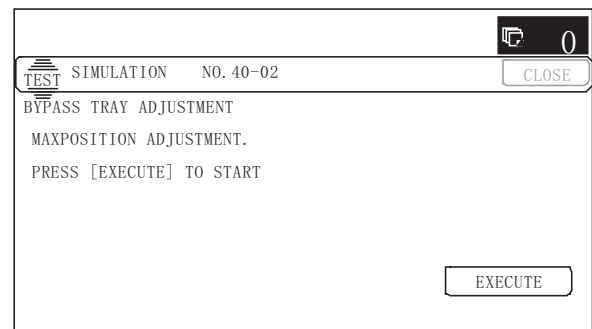 0
TEST SIMULATION NO.40-02 CLOSE
BYPASS TRAY ADJUSTMENT
MAXPOSITION ADJUSTMENT.
PRESS [EXECUTE] TO START
EXECUTE